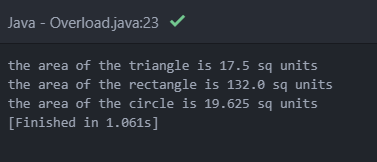 Java - Overload.java:23
the area of the triangle is 17.5 sq units
the area of the rectangle is 132.0 sq units
the area of the circle is 19.625 sq units
[Finished in 1.061s]